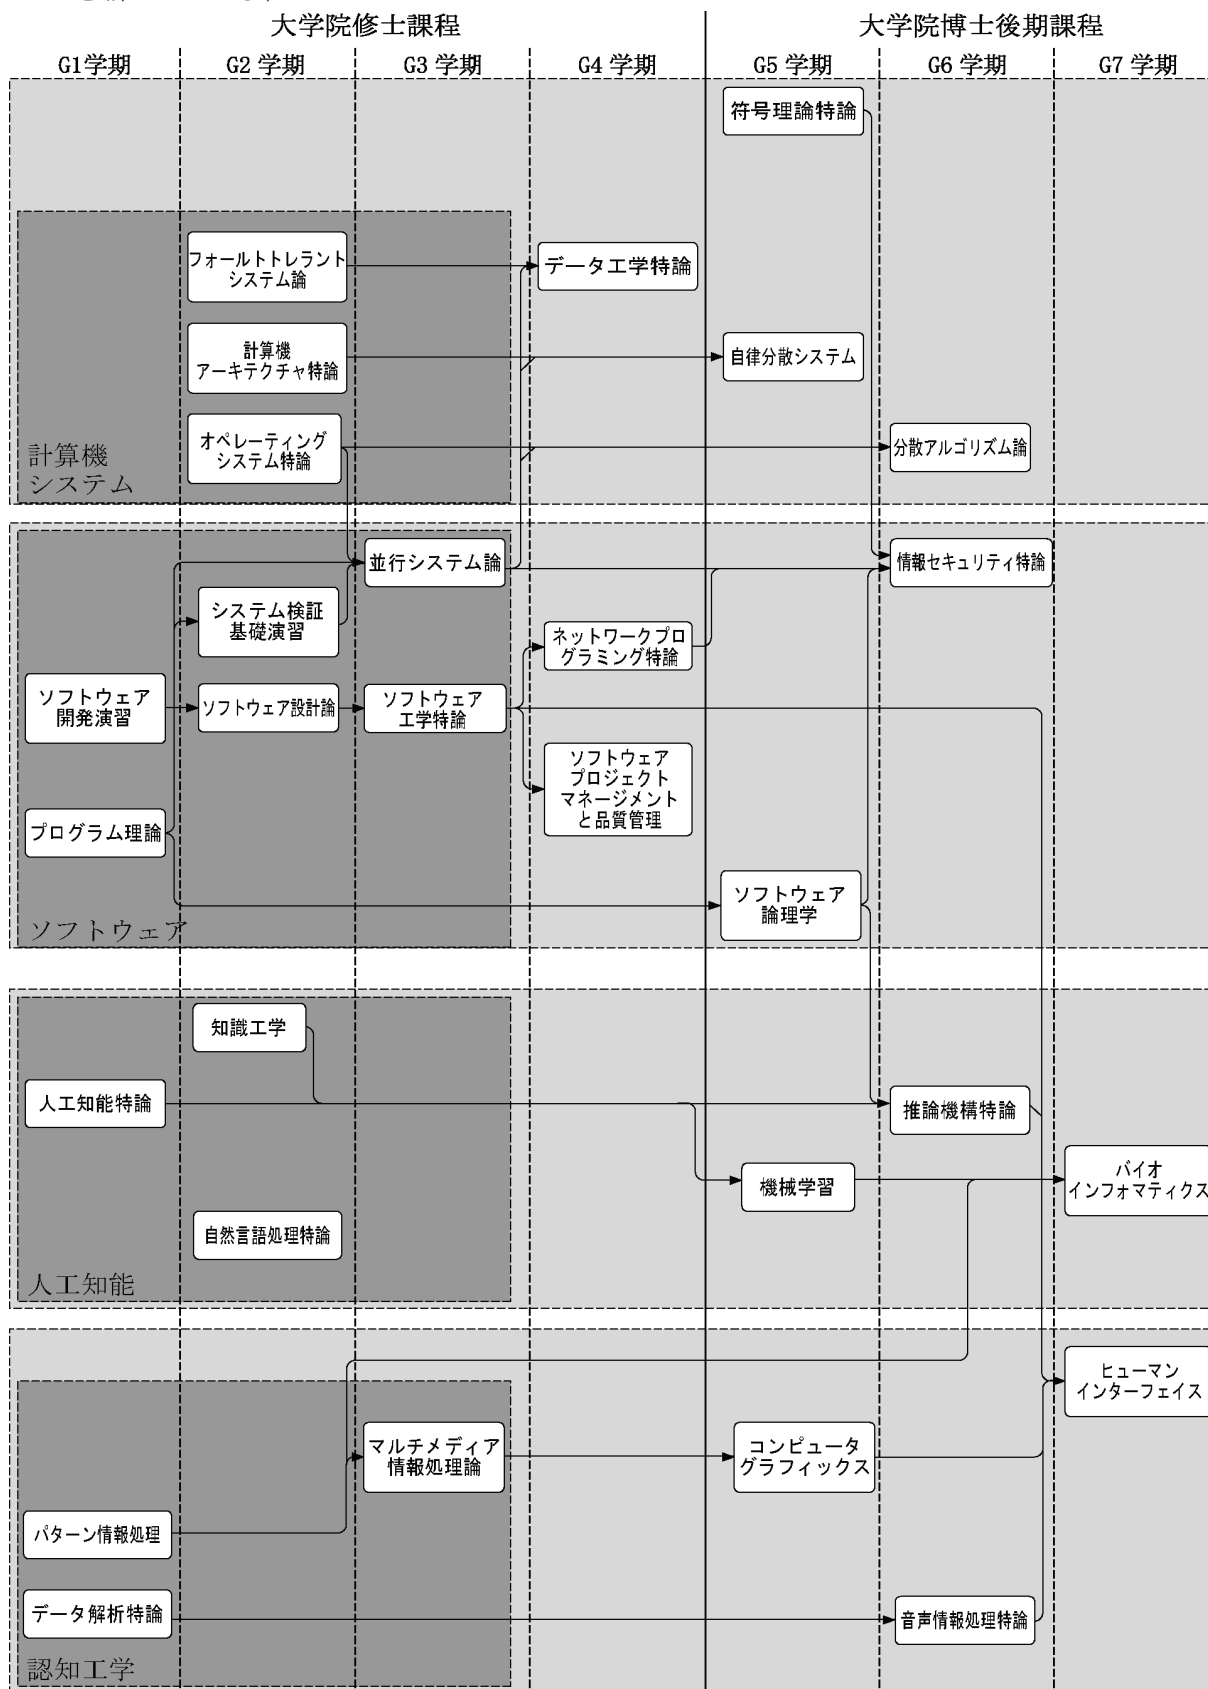 大学院修士課程
大学院博士後期課程
G1学期
G2 学期
G3 学期
G4 学期
G5 学期
G6 学期
G7 学期
符号理論特論
フォールトトレラント
システム論
データ工学特論
計算機
アーキテクチャ特論
自律分散システム
オペレーティング
システム特論
分散アルゴリズム論
計算機
システム
並行システム論
情報セキュリティ特論
システム検証
基礎演習
ネットワークプロ
グラミング特論
ソフトウェア
開発演習
ソフトウェア設計論
ソフトウェア
工学特論
ソフトウェア
プロジェクト
マネージメント
と品質管理
プログラム理論
ソフトウェア
論理学
ソフトウェア
知識工学
人工知能特論
推論機構特論
機械学習
バイオ
インフォマティクス
自然言語処理特論
人工知能
ヒューマン
インターフェイス
マルチメディア
情報処理論
コンピュータ
グラフィックス
パターン情報処理
データ解析特論
音声情報処理特論
認知工学